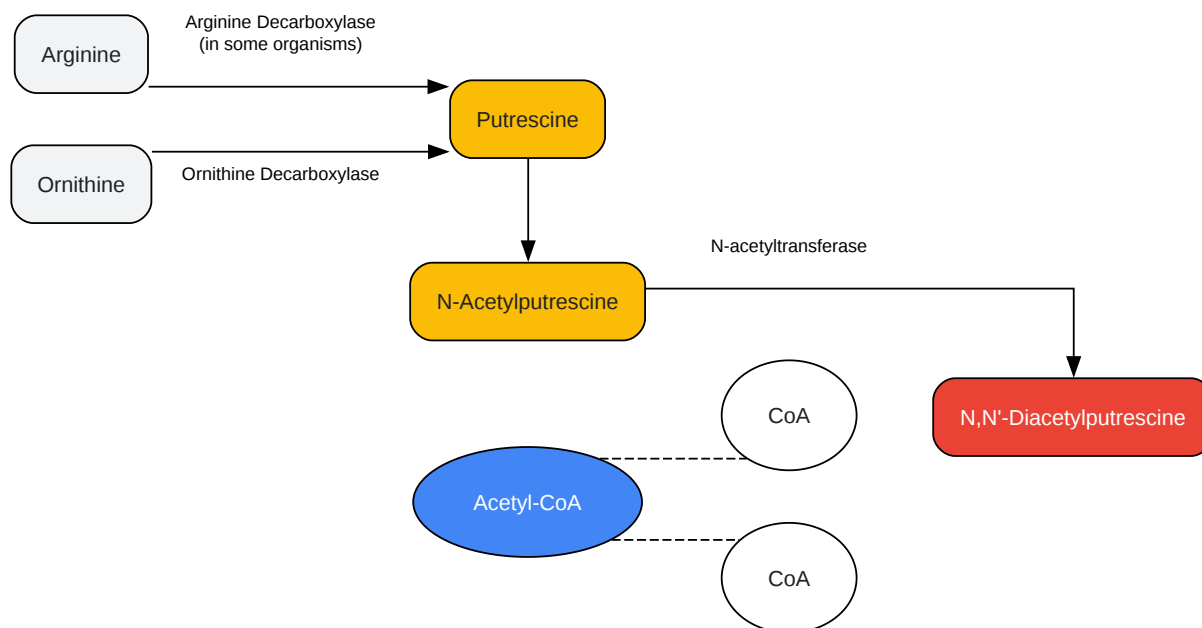 Arginine Decarboxylase
(in some organisms)
Arginine
Putrescine
Ornithine Decarboxylase
Ornithine
N-acetyltransferase
N-Acetylputrescine
CoA
N,N'-Diacetylputrescine
Acetyl-CoA
CoA